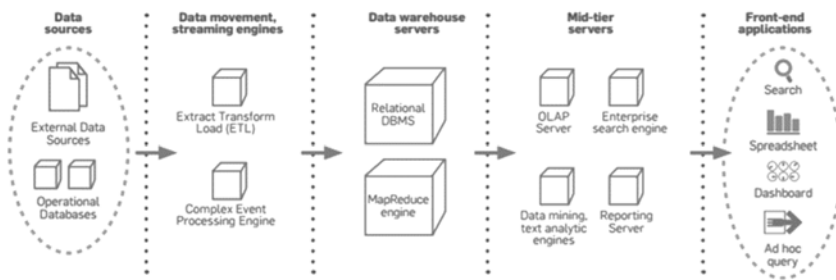 Data
sources
Data movement,
streaming engines
Data warehouse
servers
Mid-tier
servers
Front-end
applications
External Data
Sources
Operational
Databases
Extract Transform
Load (ETL)
Complex Event
Processing Engine
Relational
DBMS
MapReduce
engine
OLAP
Server
Enterprise
search engine
Data mining,
text analytic
engines
Reporting
Server
Search
Spreadsheet
Dashboard
Ad hoc
query